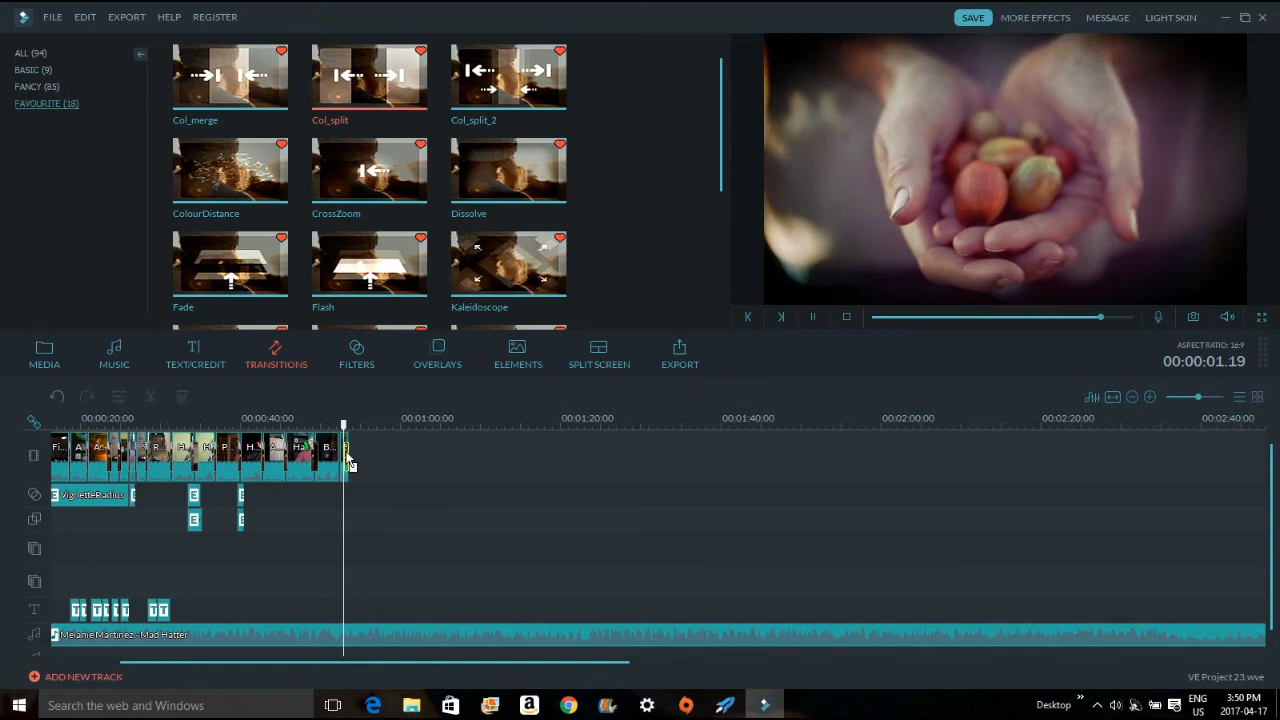 FILE EDIT EXPORT HELP REGISTER
SAVE MORE EFFECTS MESSAGE LIGHT SKIN
ALL (94)
BASIC (9)
FANCY (85)
FAVOURITE (18)
Col_merge Col_split Col_split_2
ColourDistance CrossZoom Dissolve
Fade Flash Kaleidoscope
MEDIA MUSIC TEXT/CREDIT TRANSITIONS FILTERS OVERLAYS ELEMENTS SPLIT SCREEN EXPORT
ASPECT RATIO: 16:9
00:00:01.19
00:00:20:00 00:00:40:00 00:01:00:00 00:01:20:00 00:01:40:00 00:02:00:00 00:02:20:00 00:02:40:00
VignetteRadius
Melanie Martinez - Mad Hatter
ADD NEW TRACK
VE Project 23.wve
Search the web and Windows
Desktop
ENG
US
3:50 PM
2017-04-17